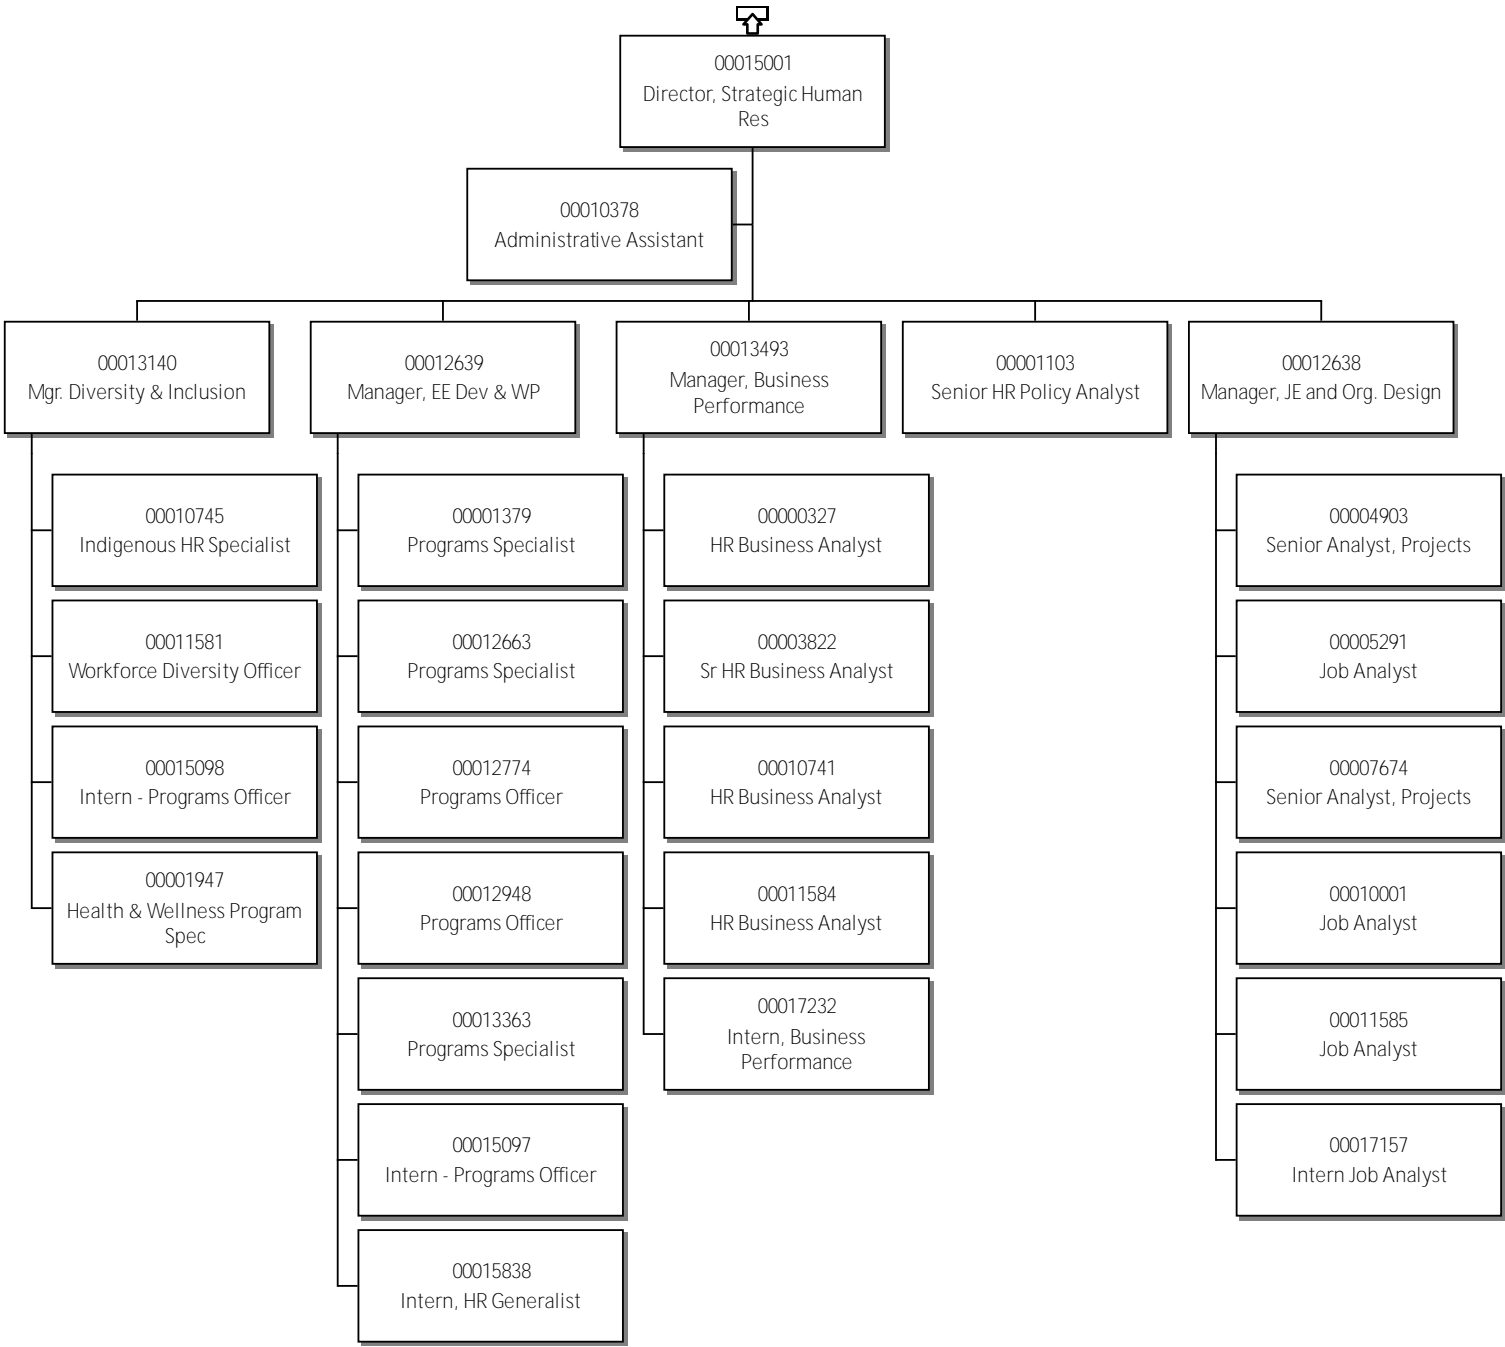 00015001
Director, Strategic Human
Res
00010378
Administrative Assistant
00013140
Mgr. Diversity & Inclusion
00012639
Manager, EE Dev & WP
00013493
Manager, Business
Performance
00001103
Senior HR Policy Analyst
00012638
Manager, JE and Org. Design
00010745
Indigenous HR Specialist
00011581
Workforce Diversity Officer
00015098
Intern - Programs Officer
00001947
Health & Wellness Program
Spec
00001379
Programs Specialist
00012663
Programs Specialist
00012774
Programs Officer
00012948
Programs Officer
00013363
Programs Specialist
00015097
Intern - Programs Officer
00015838
Intern, HR Generalist
00000327
HR Business Analyst
00003822
Sr HR Business Analyst
00010741
HR Business Analyst
00011584
HR Business Analyst
00017232
Intern, Business
Performance
00004903
Senior Analyst, Projects
00005291
Job Analyst
00007674
Senior Analyst, Projects
00010001
Job Analyst
00011585
Job Analyst
00017157
Intern Job Analyst